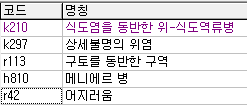 코드 명칭
k210 식도염을 동반한 위-식도역류병
k297 상세불명의 위염
r113 구토를 동반한 구역
h810 메니에르 병
r42 어지러움